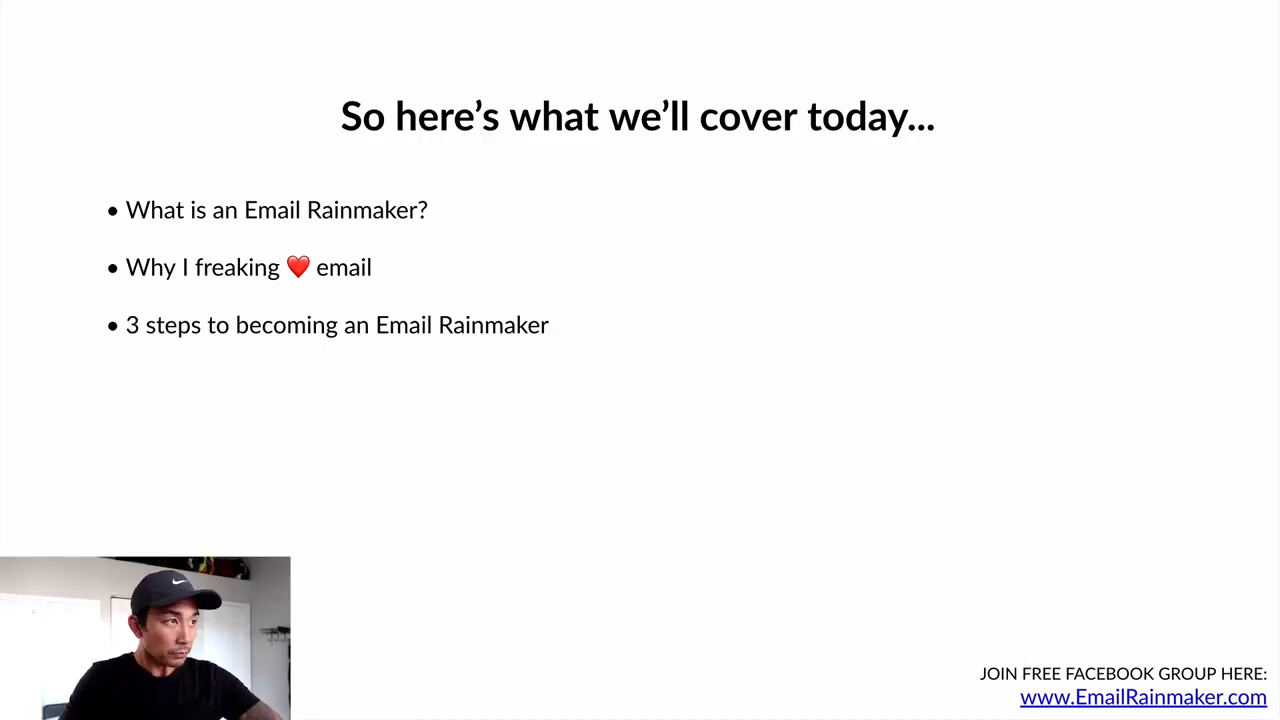 So here’s what we’ll cover today...
• What is an Email Rainmaker?
• Why I freaking ❤️ email
• 3 steps to becoming an Email Rainmaker
JOIN FREE FACEBOOK GROUP HERE:
www.EmailRainmaker.com